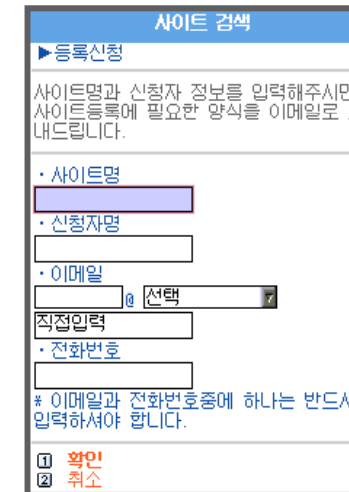 사이트 검색
▶등록신청
사이트명과 신청자 정보를 입력해주시면
사이트등록에 필요한 양식을 이메일로
내드립니다.
· 사이트명
· 신청자명
· 이메일
@ 선택
직접입력
· 전화번호
* 이메일과 전화번호중에 하나는
입력하셔야 합니다.
1 확인
2 취소